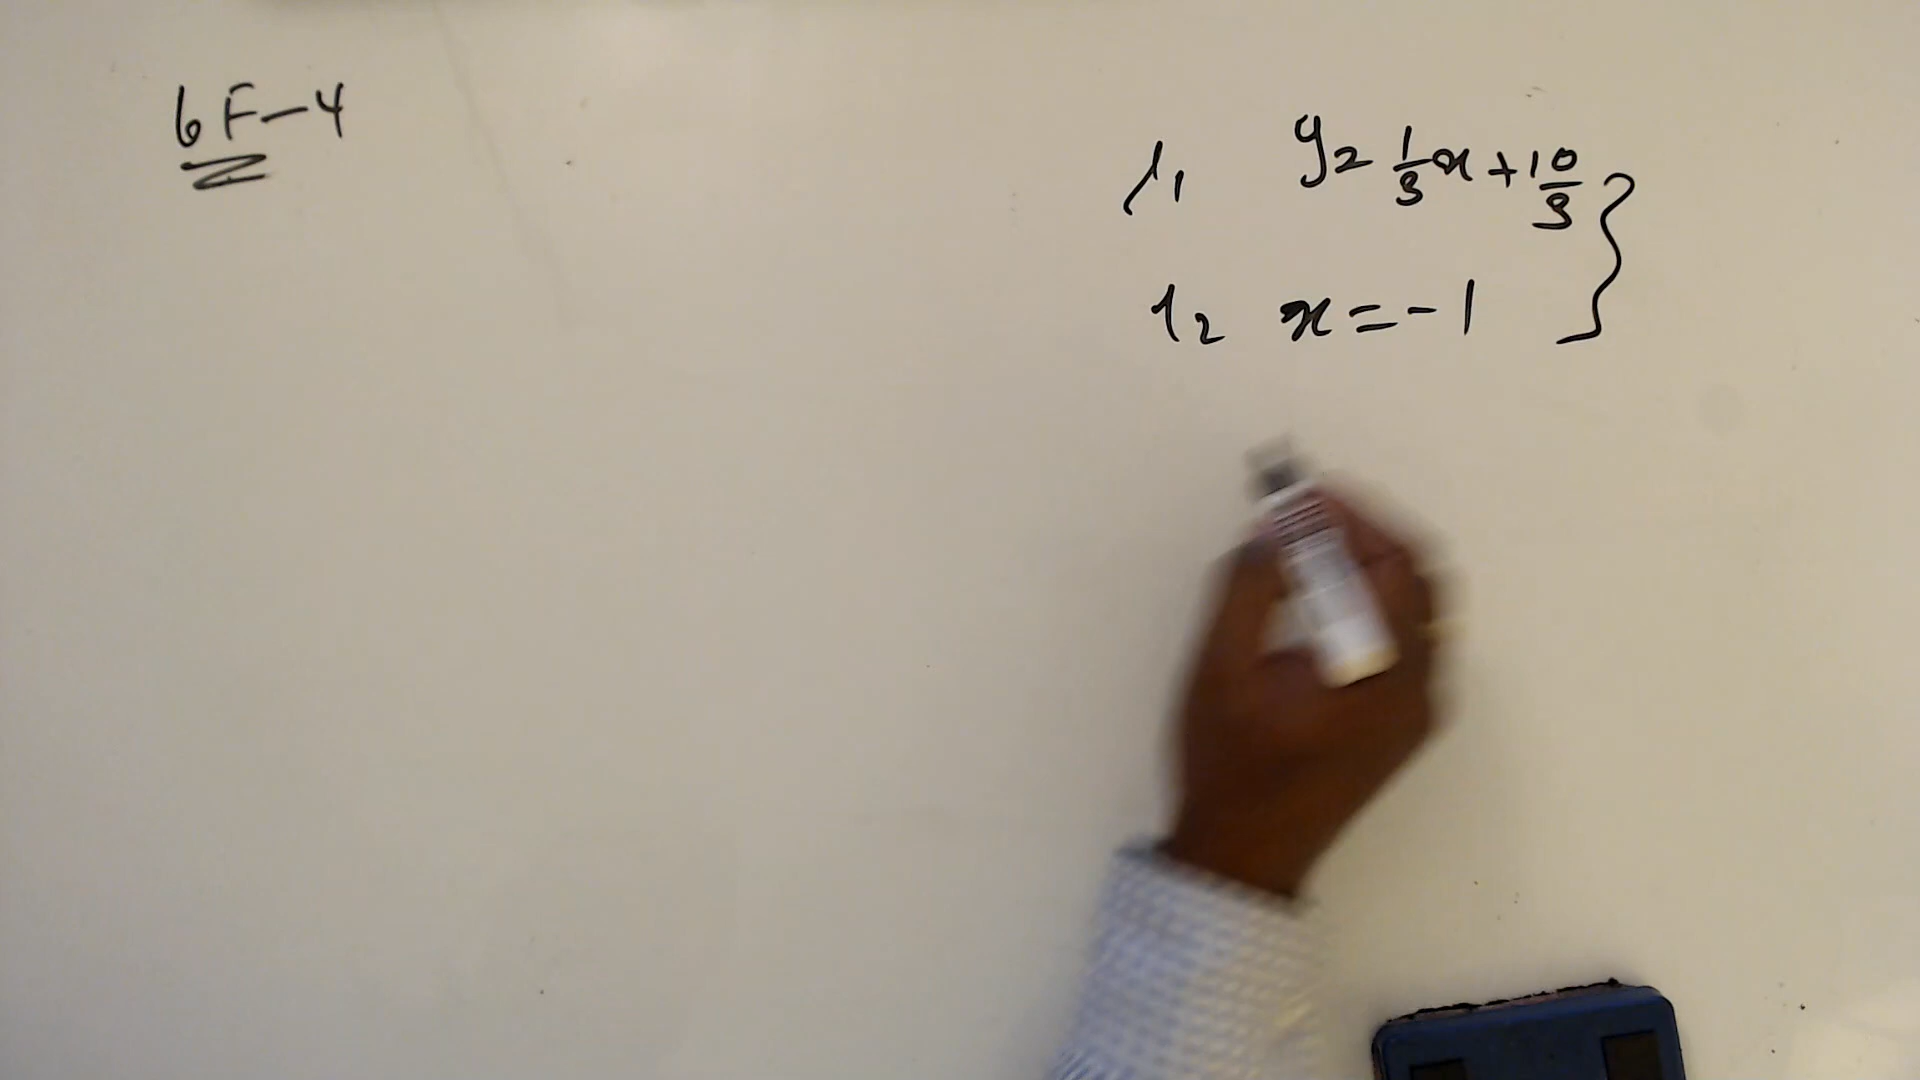 6F-4
l₁ y = 1/3 x + 10/3
l₂ x = -1